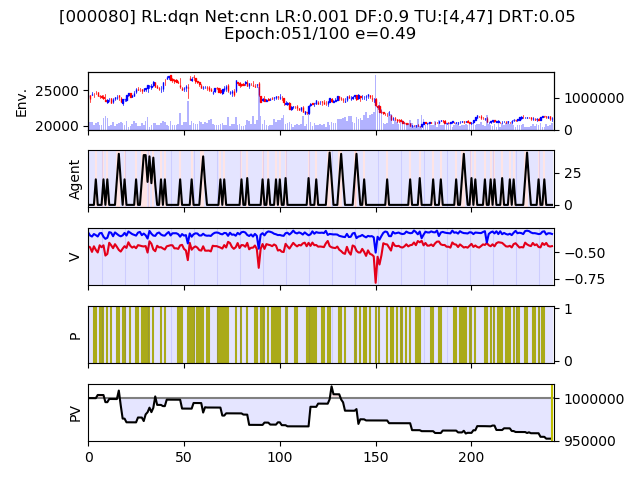 [000080] RL:dqn Net:cnn LR:0.001 DF:0.9 TU:[4,47] DRT:0.05
Epoch:051/100 e=0.49
Env.
25000
20000
1000000
0
Agent
25
0
V
−0.50
−0.75
P
1
0
PV
1000000
950000
0
50
100
150
200